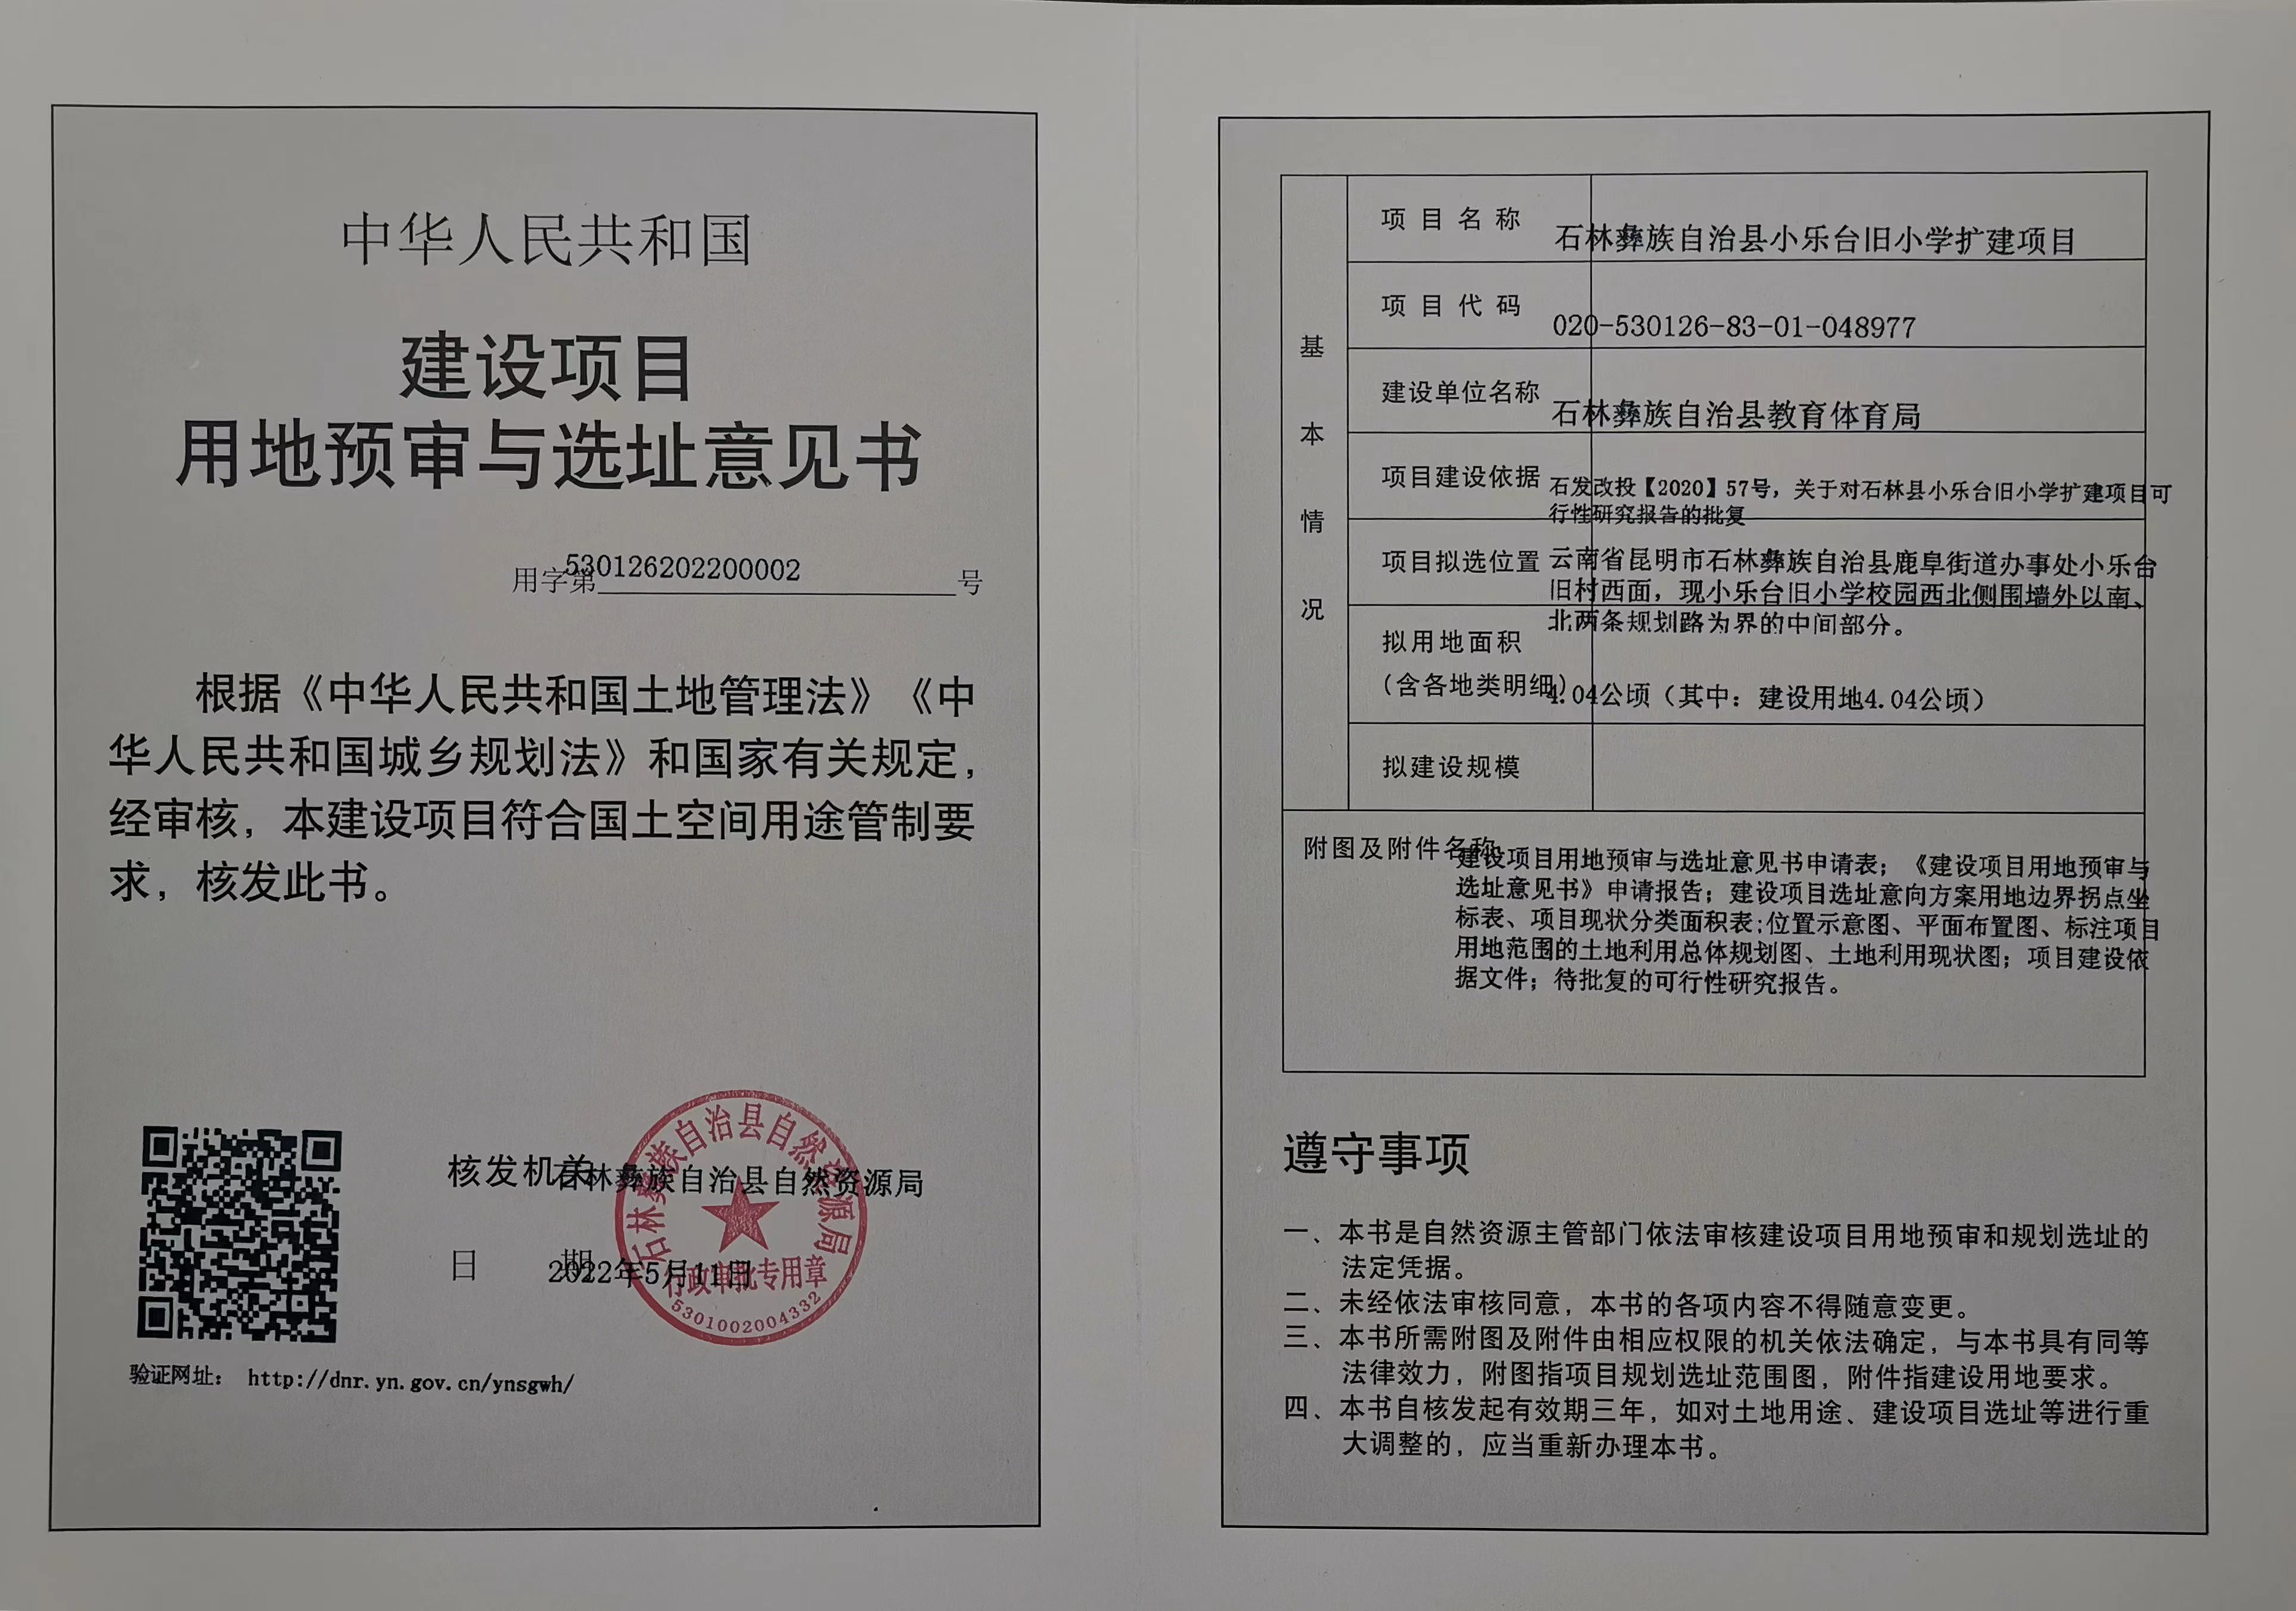 中华人民共和国
建设项目
用地预审与选址意见书
用字第530126202200002号
根据《中华人民共和国土地管理法》《中
华人民共和国城乡规划法》和国家有关规定，
经审核，本建设项目符合国土空间用途管制要
求，核发此书。
核发机关
石林彝族自治县自然资源局
日期
2022年5月11日
石林彝族自治县自然资源局
行政审批专用章
5301002004332
验证网址： http://dnr.yn.gov.cn/ynsgwh/
基本情况
项目名称
石林彝族自治县小乐台旧小学扩建项目
项目代码
020-530126-83-01-048977
建设单位名称
石林彝族自治县教育体育局
项目建设依据
石发改投【2020】57号，关于对石林县小乐台旧小学扩建项目可
行性研究报告的批复
项目拟选位置
云南省昆明市石林彝族自治县鹿阜街道办事处小乐台
旧村西面，现小乐台旧小学校园西北侧围墙外以南、
北两条规划路为界的中间部分。
拟用地面积
（含各地类明细）
4.04公顷（其中：建设用地4.04公顷）
拟建设规模
附图及附件名称
建设项目用地预审与选址意见书申请表；《建设项目用地预审与
选址意见书》申请报告；建设项目选址意向方案用地边界拐点坐
标表、项目现状分类面积表;位置示意图、平面布置图、标注项目
用地范围的土地利用总体规划图、土地利用现状图；项目建设依
据文件；待批复的可行性研究报告。
遵守事项
一、本书是自然资源主管部门依法审核建设项目用地预审和规划选址的
法定凭据。
二、未经依法审核同意，本书的各项内容不得随意变更。
三、本书所需附图及附件由相应权限的机关依法确定，与本书具有同等
法律效力，附图指项目规划选址范围图，附件指建设用地要求。
四、本书自核发起有效期三年，如对土地用途、建设项目选址等进行重
大调整的，应当重新办理本书。